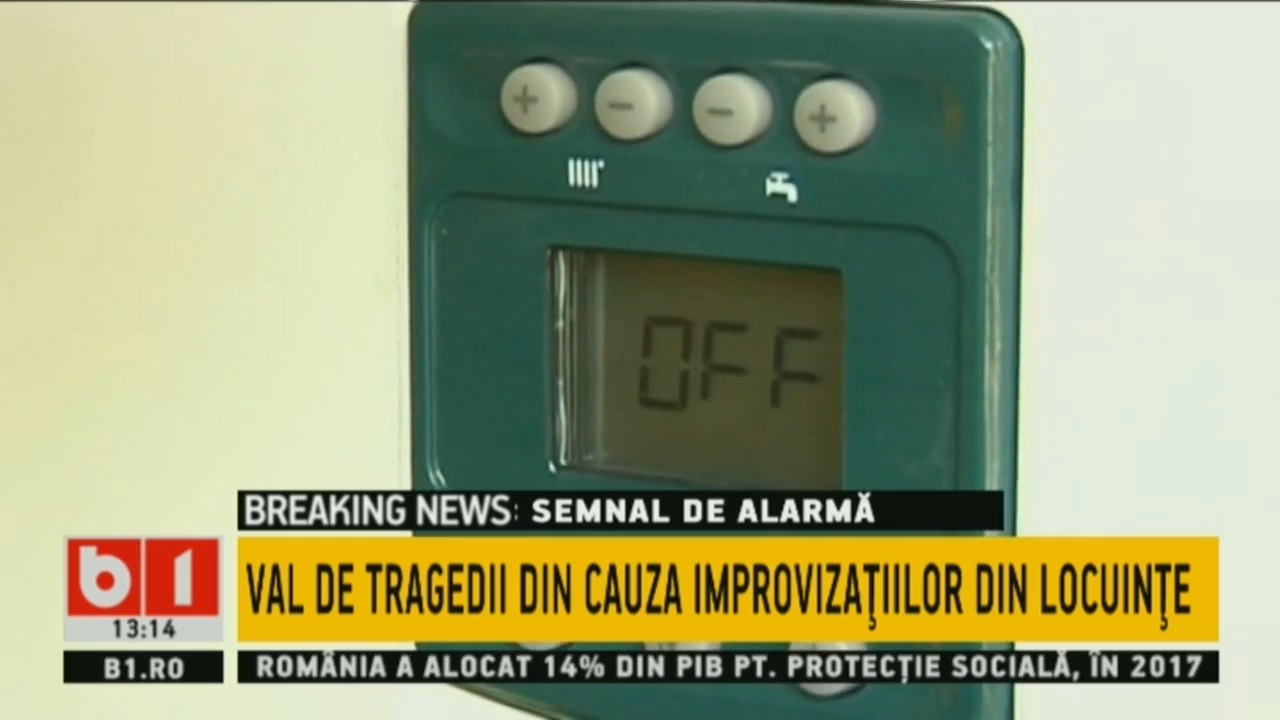 + - - +
OFF
BREAKING NEWS: SEMNAL DE ALARMĂ
b1
VAL DE TRAGEDII DIN CAUZA IMPROVIZAŢIILOR DIN LOCUINŢE
13:14
B1.RO
ROMÂNIA A ALOCAT 14% DIN PIB PT. PROTECŢIE SOCIALĂ, ÎN 2017